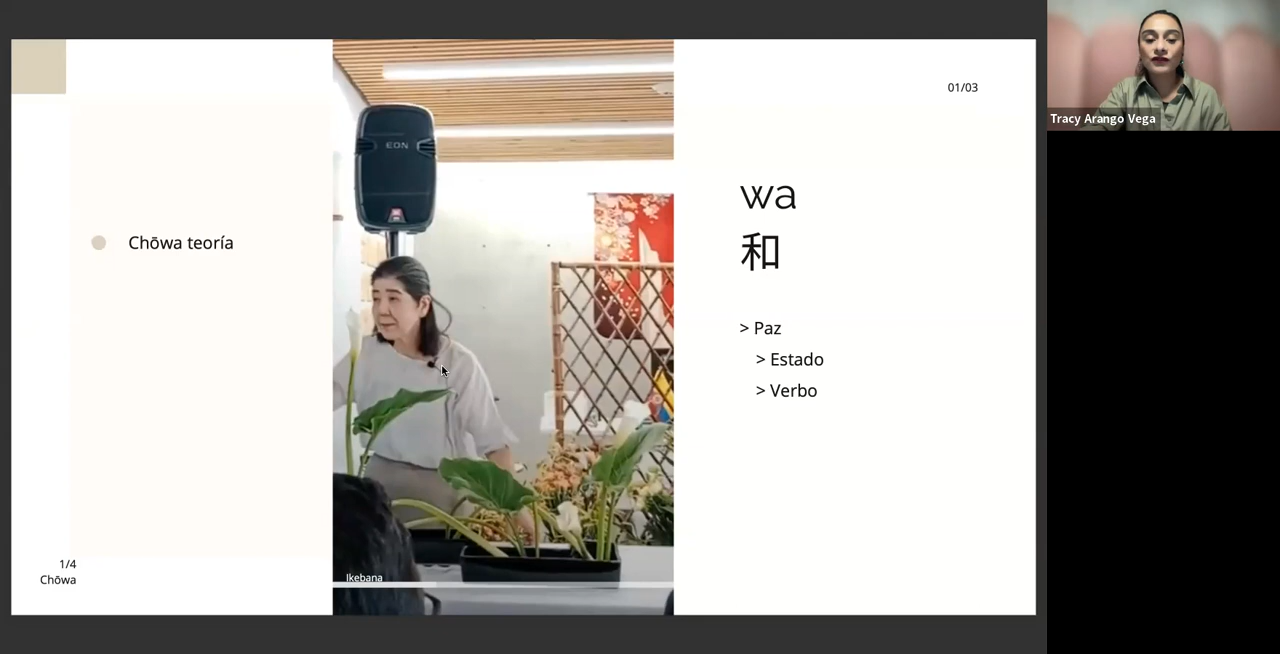 Chōwa teoría
1/4
Chōwa
EON
Ikebana
01/03
wa
和
> Paz
> Estado
> Verbo
Tracy Arango Vega